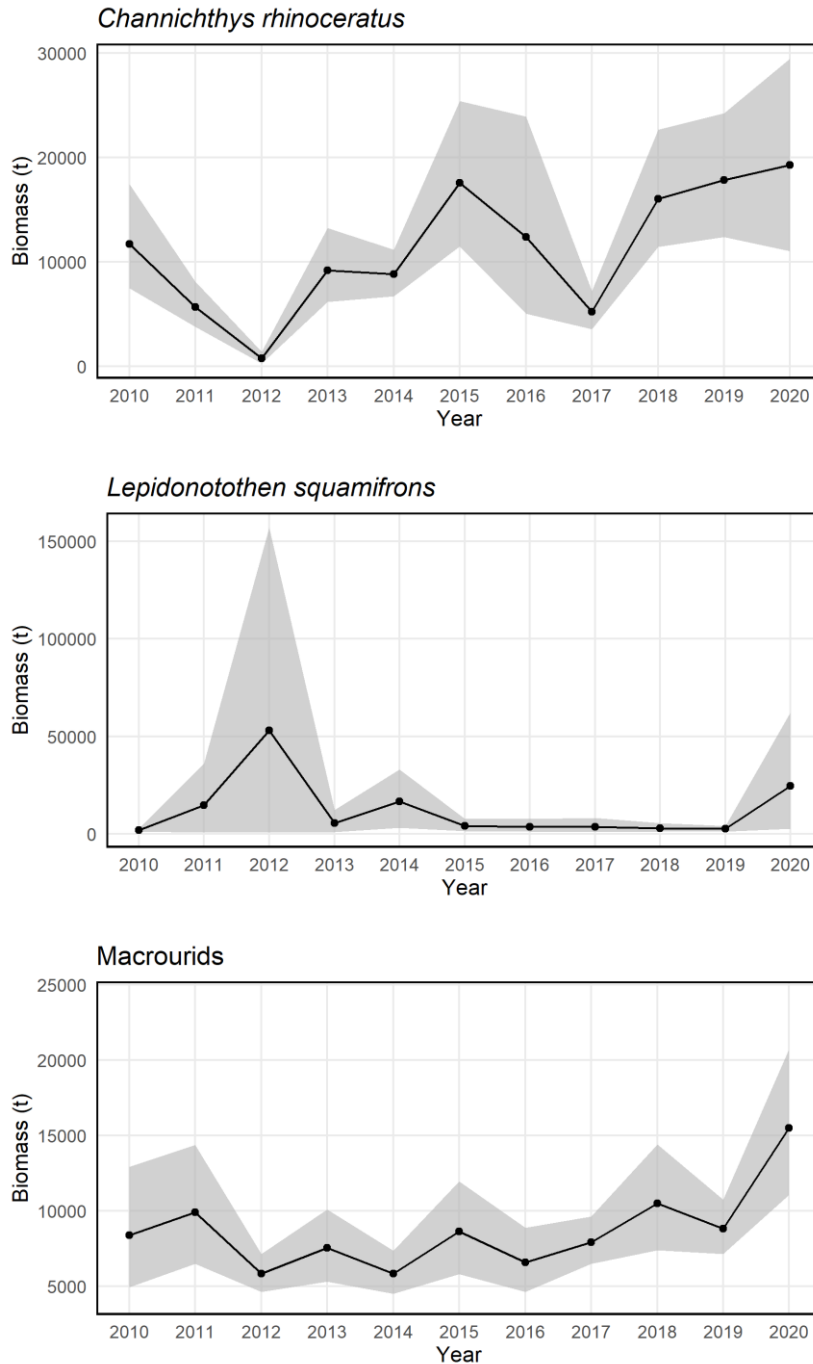 Channichthys rhinoceratus
30000
20000
10000
0
Biomass (t)
2010 2011 2012 2013 2014 2015 2016 2017 2018 2019 2020
Year
Lepidonotothen squamifrons
150000
100000
50000
0
Biomass (t)
2010 2011 2012 2013 2014 2015 2016 2017 2018 2019 2020
Year
Macrourids
25000
20000
15000
10000
5000
Biomass (t)
2010 2011 2012 2013 2014 2015 2016 2017 2018 2019 2020
Year